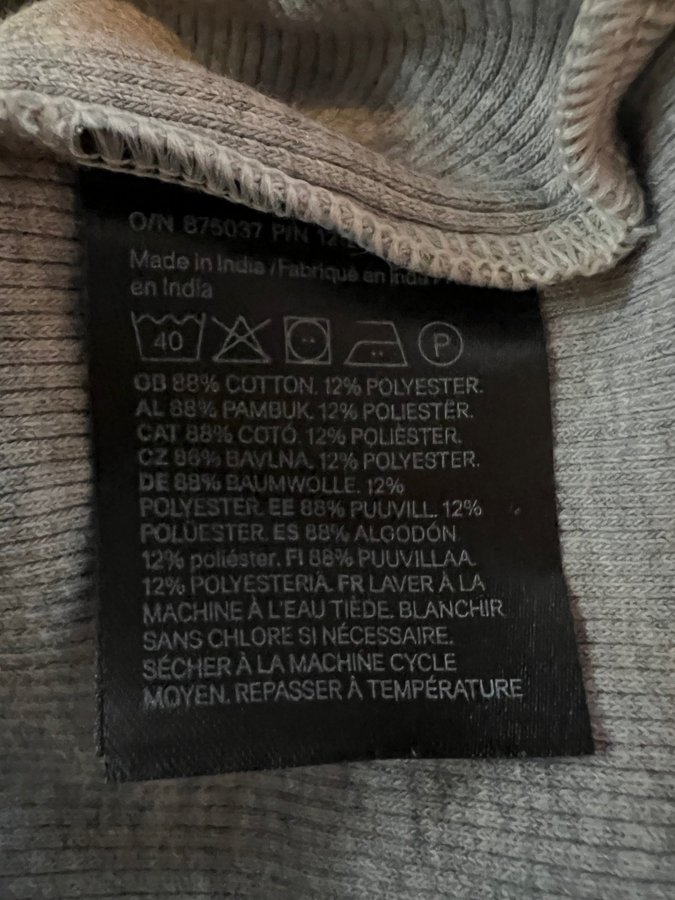 O/N 875037 P/N 12
Made in India /Fabriqué en
en India
40 P
GB 88% COTTON. 12% POLYESTER.
AL 88% PAMBUK. 12% POLIESTËR.
CAT 88% COTÓ. 12% POLIÈSTER.
CZ 88% BAVLNA. 12% POLYESTER.
DE 88% BAUMWOLLE. 12%
POLYESTER. EE 88% PUUVILL. 12%
POLÜESTER. ES 88% ALGODÓN.
12% poliéster. FI 88% PUUVILLAA.
12% POLYESTERIÄ. FR LAVER À LA
MACHINE À L'EAU TIÈDE. BLANCHIR
SANS CHLORE SI NÉCESSAIRE.
SÉCHER À LA MACHINE CYCLE
MOYEN. REPASSER À TEMPÉRATURE